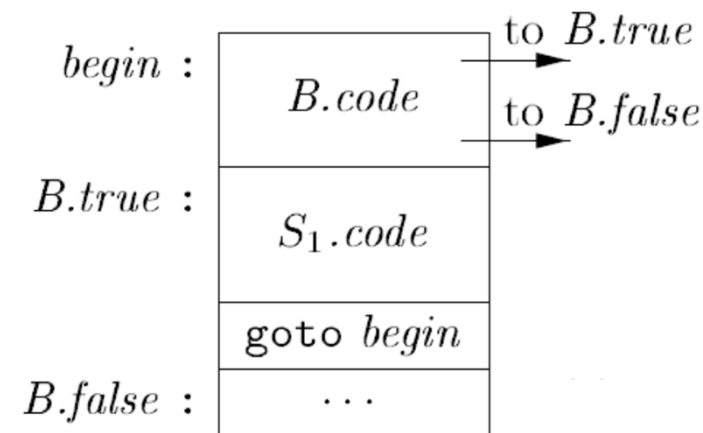 to B.true
begin :
B.code
to B.false
B.true :
S₁.code
goto begin
B.false : ...